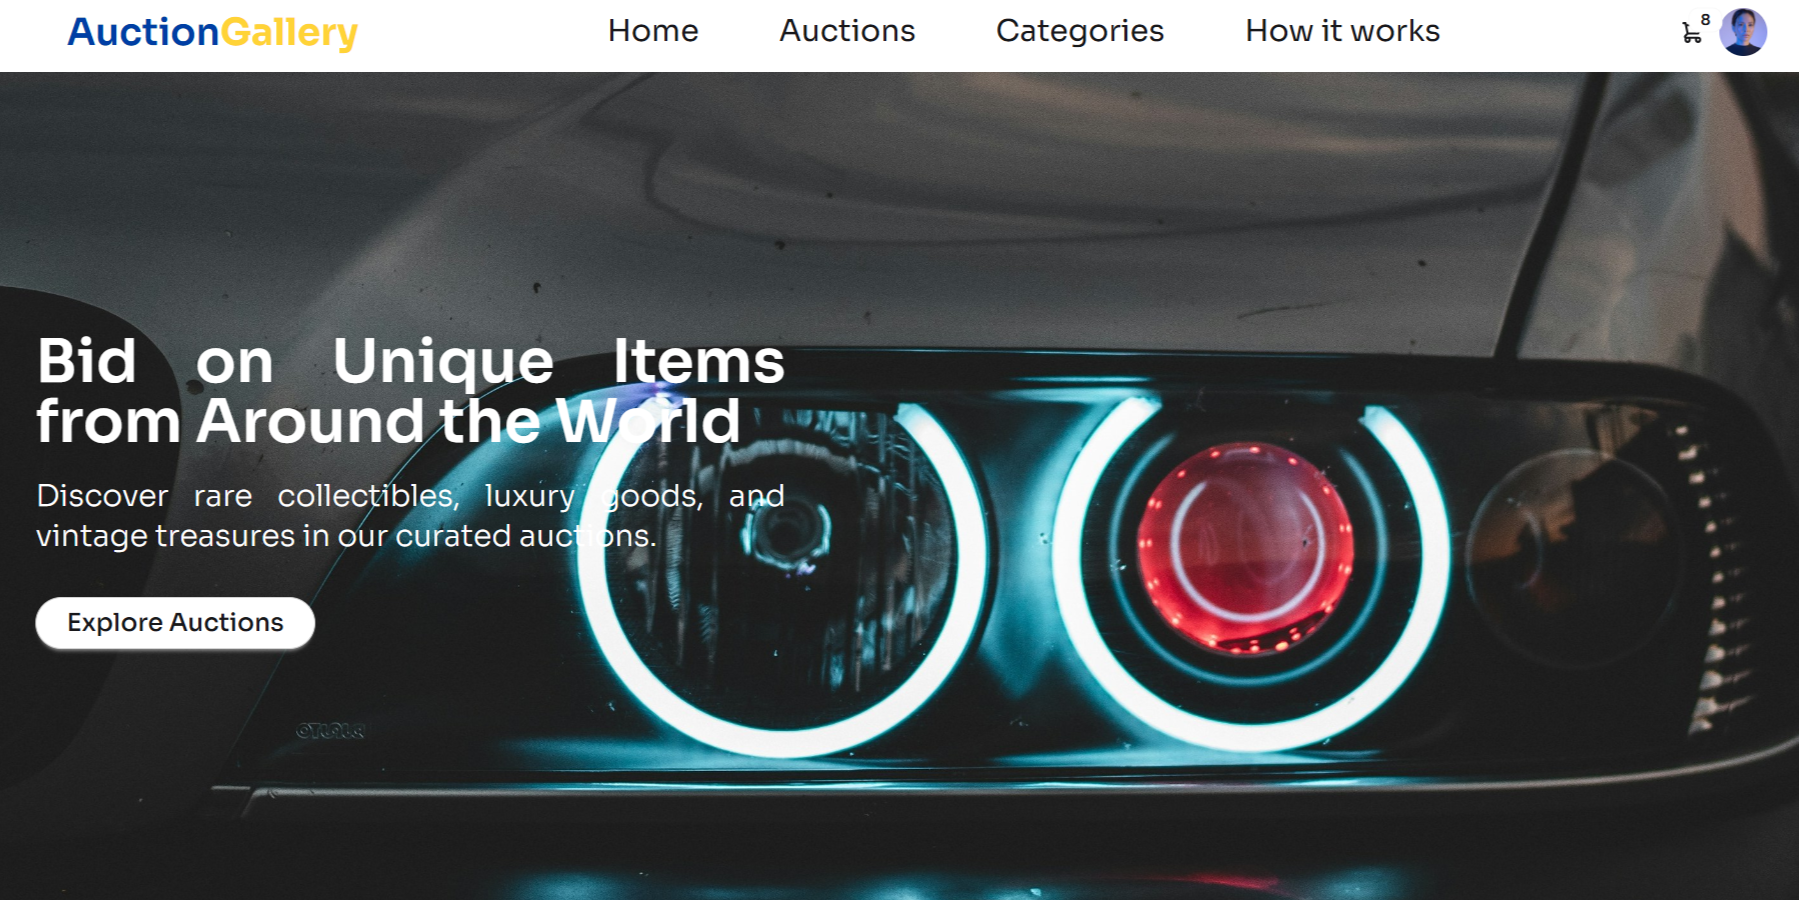 AuctionGallery
Home
Auctions
Categories
How it works
8
Bid on Unique Items
from Around the World
Discover rare collectibles, luxury goods, and
vintage treasures in our curated auctions.
Explore Auctions